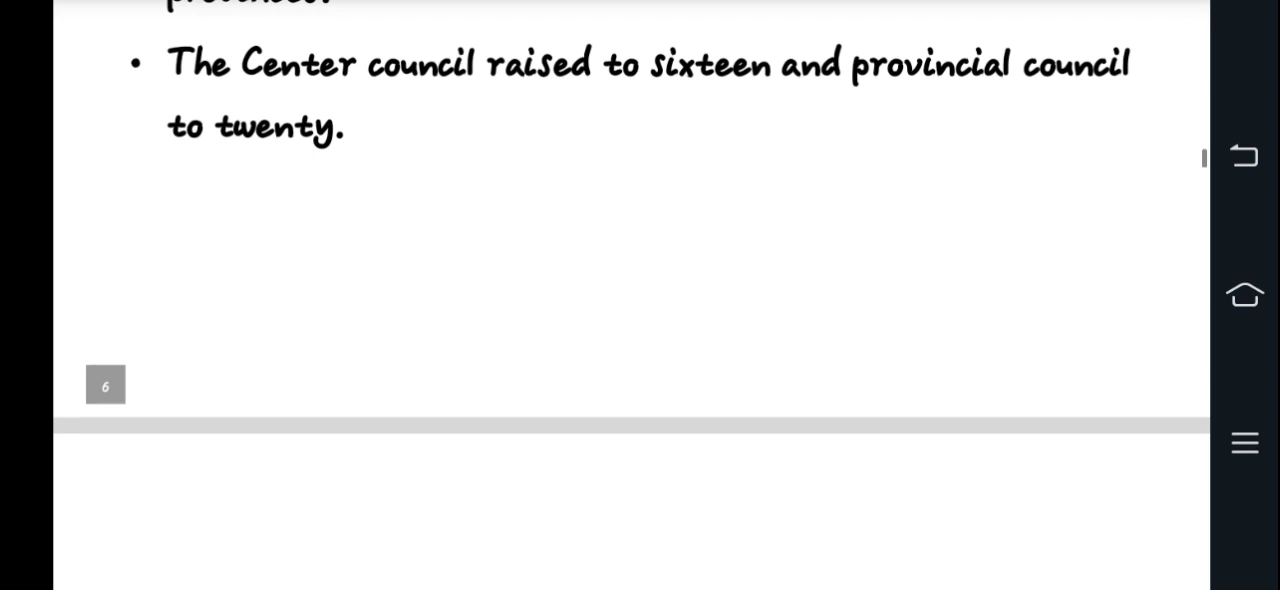 • The Center council raised to sixteen and provincial council
to twenty.
6